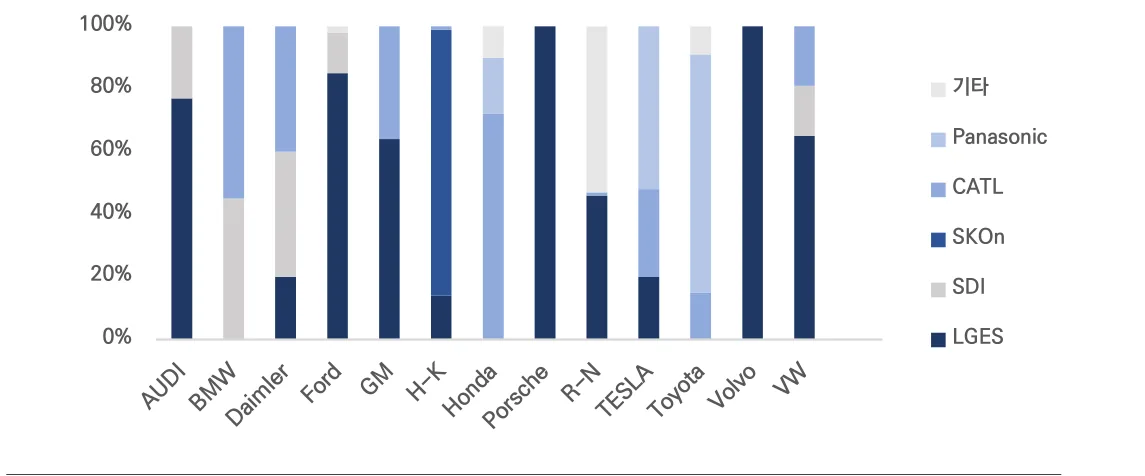 100%
80%
60%
40%
20%
0%
AUDI
BMW
Daimler
Ford
GM
H-K
Honda
Porsche
R-N
TESLA
Toyota
Volvo
VW
기타
Panasonic
CATL
SKOn
SDI
LGES